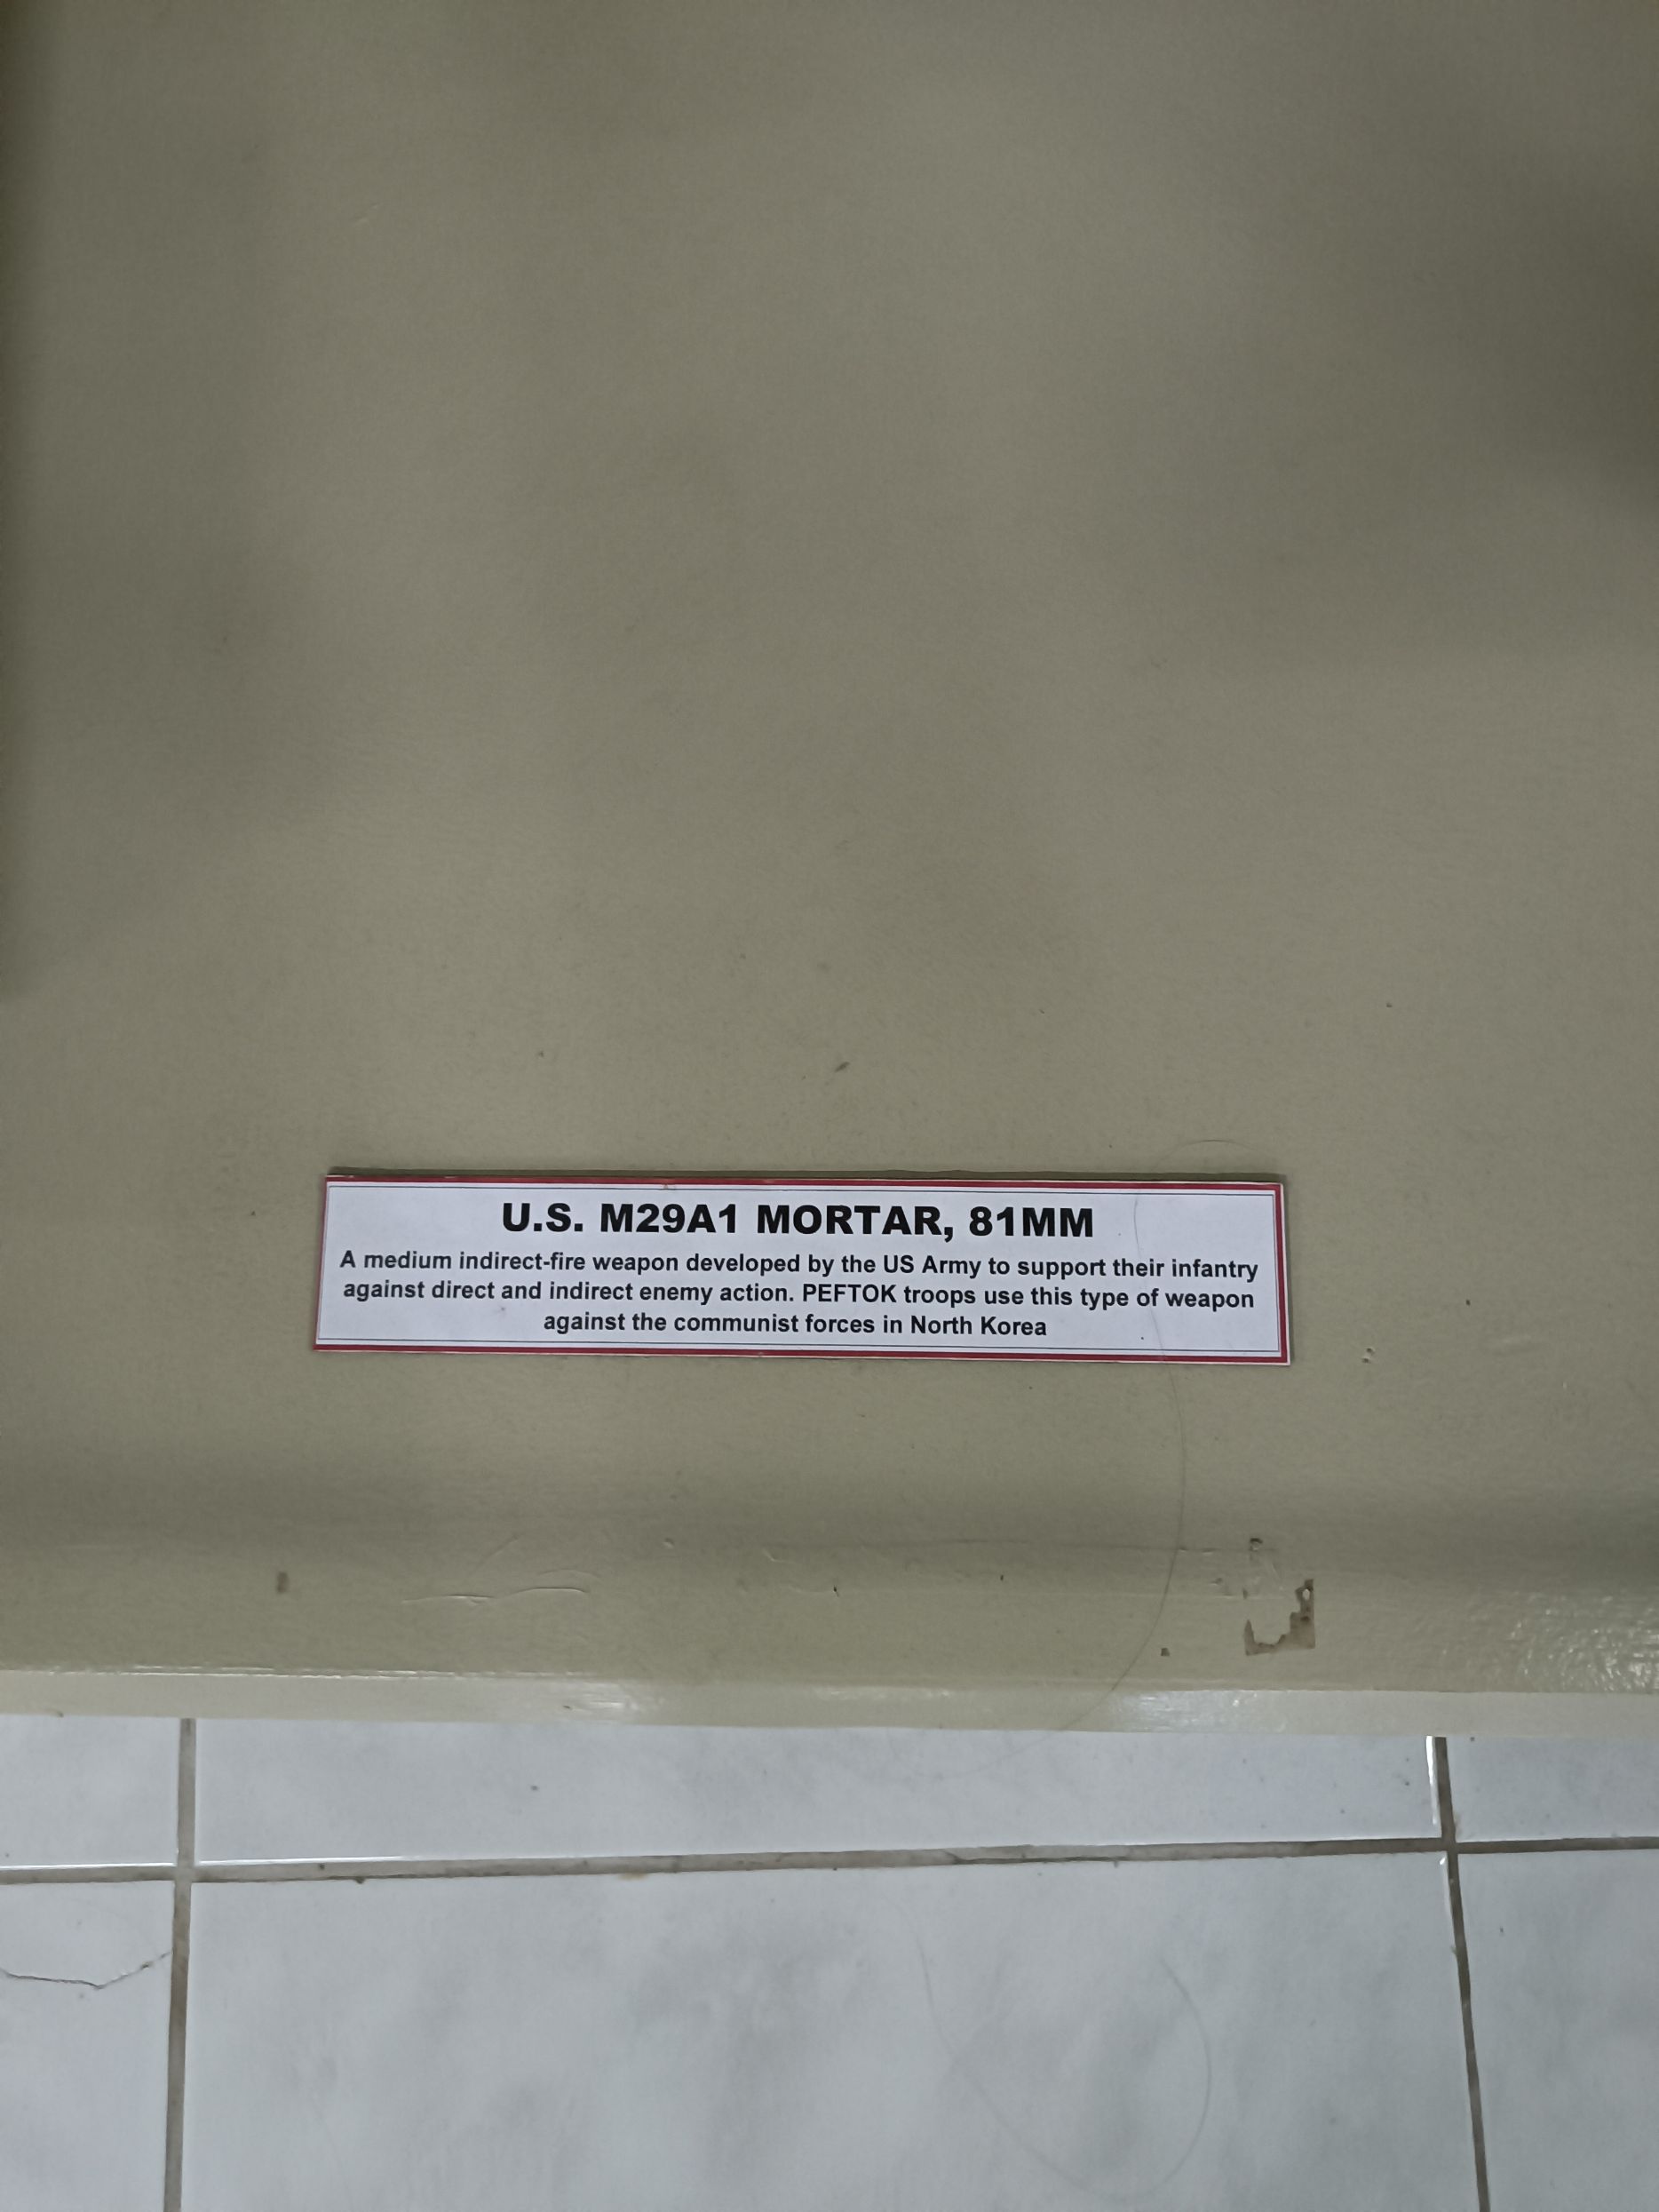 U.S. M29A1 MORTAR, 81MM
A medium indirect-fire weapon developed by the US Army to support their infantry
against direct and indirect enemy action. PEFTOK troops use this type of weapon
against the communist forces in North Korea